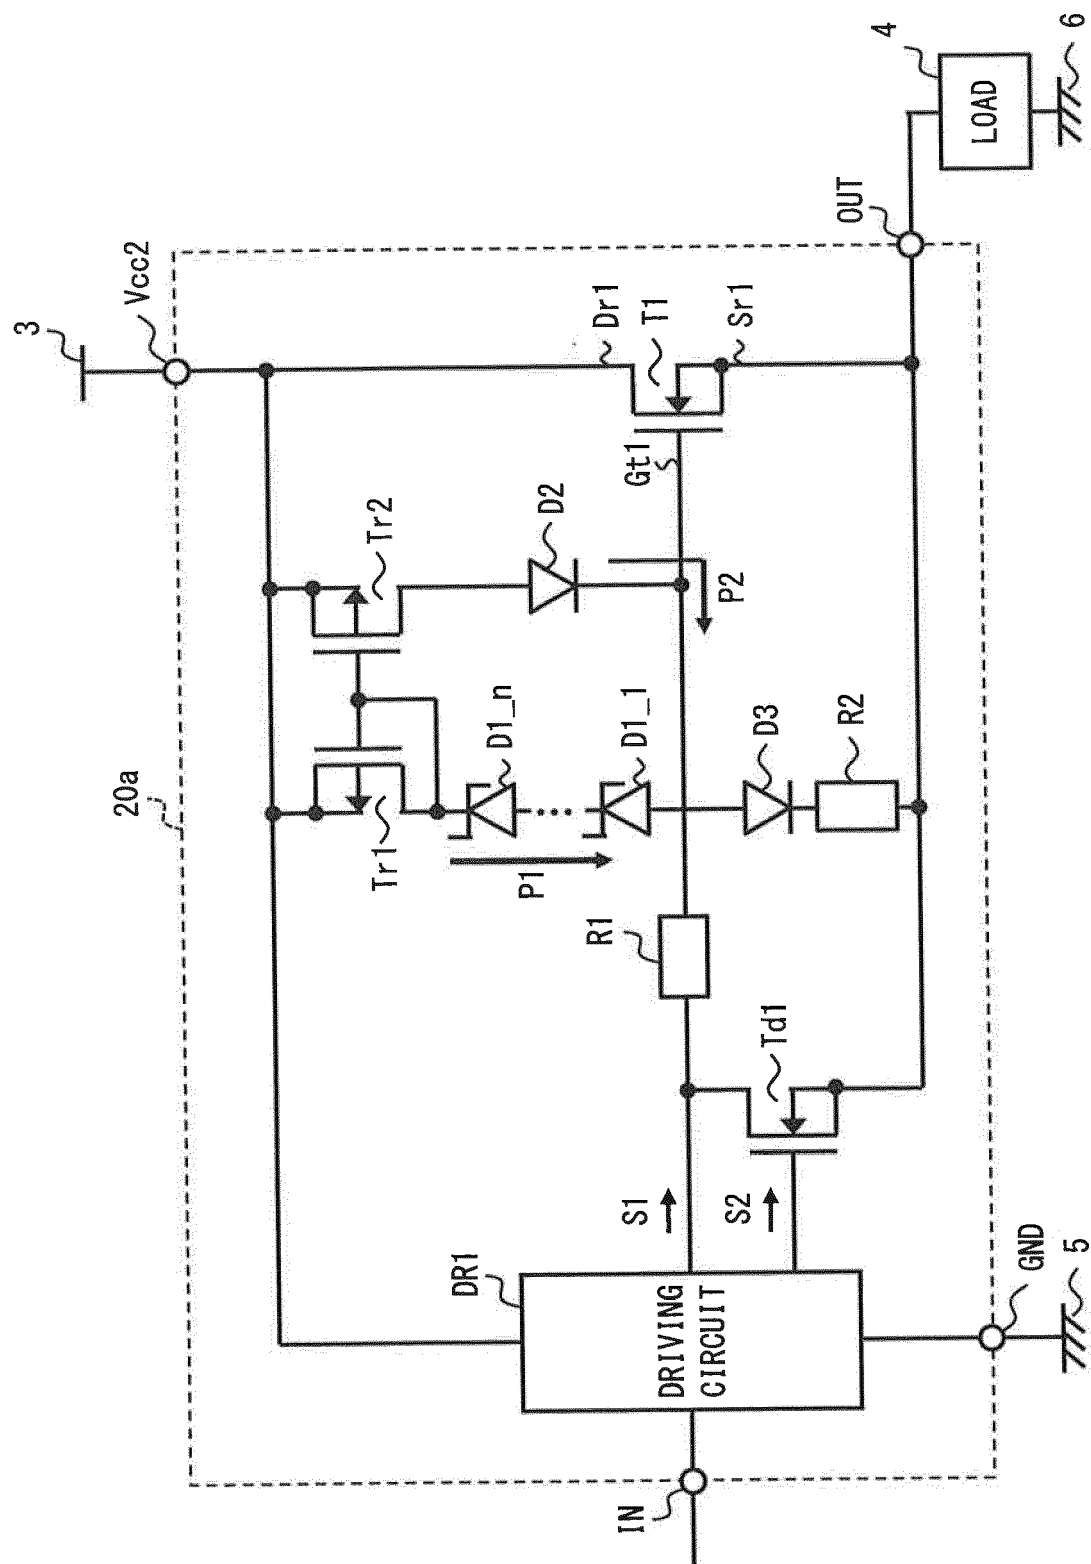 3
Vcc2
20a
Tr1
Tr2
D1_n
D2
P1
D1_1
P2
Dr1
T1
Sr1
Gt1
OUT
4
LOAD
6
R1
D3
R2
Td1
S1
S2
DR1
DRIVING
CIRCUIT
IN
GND
5